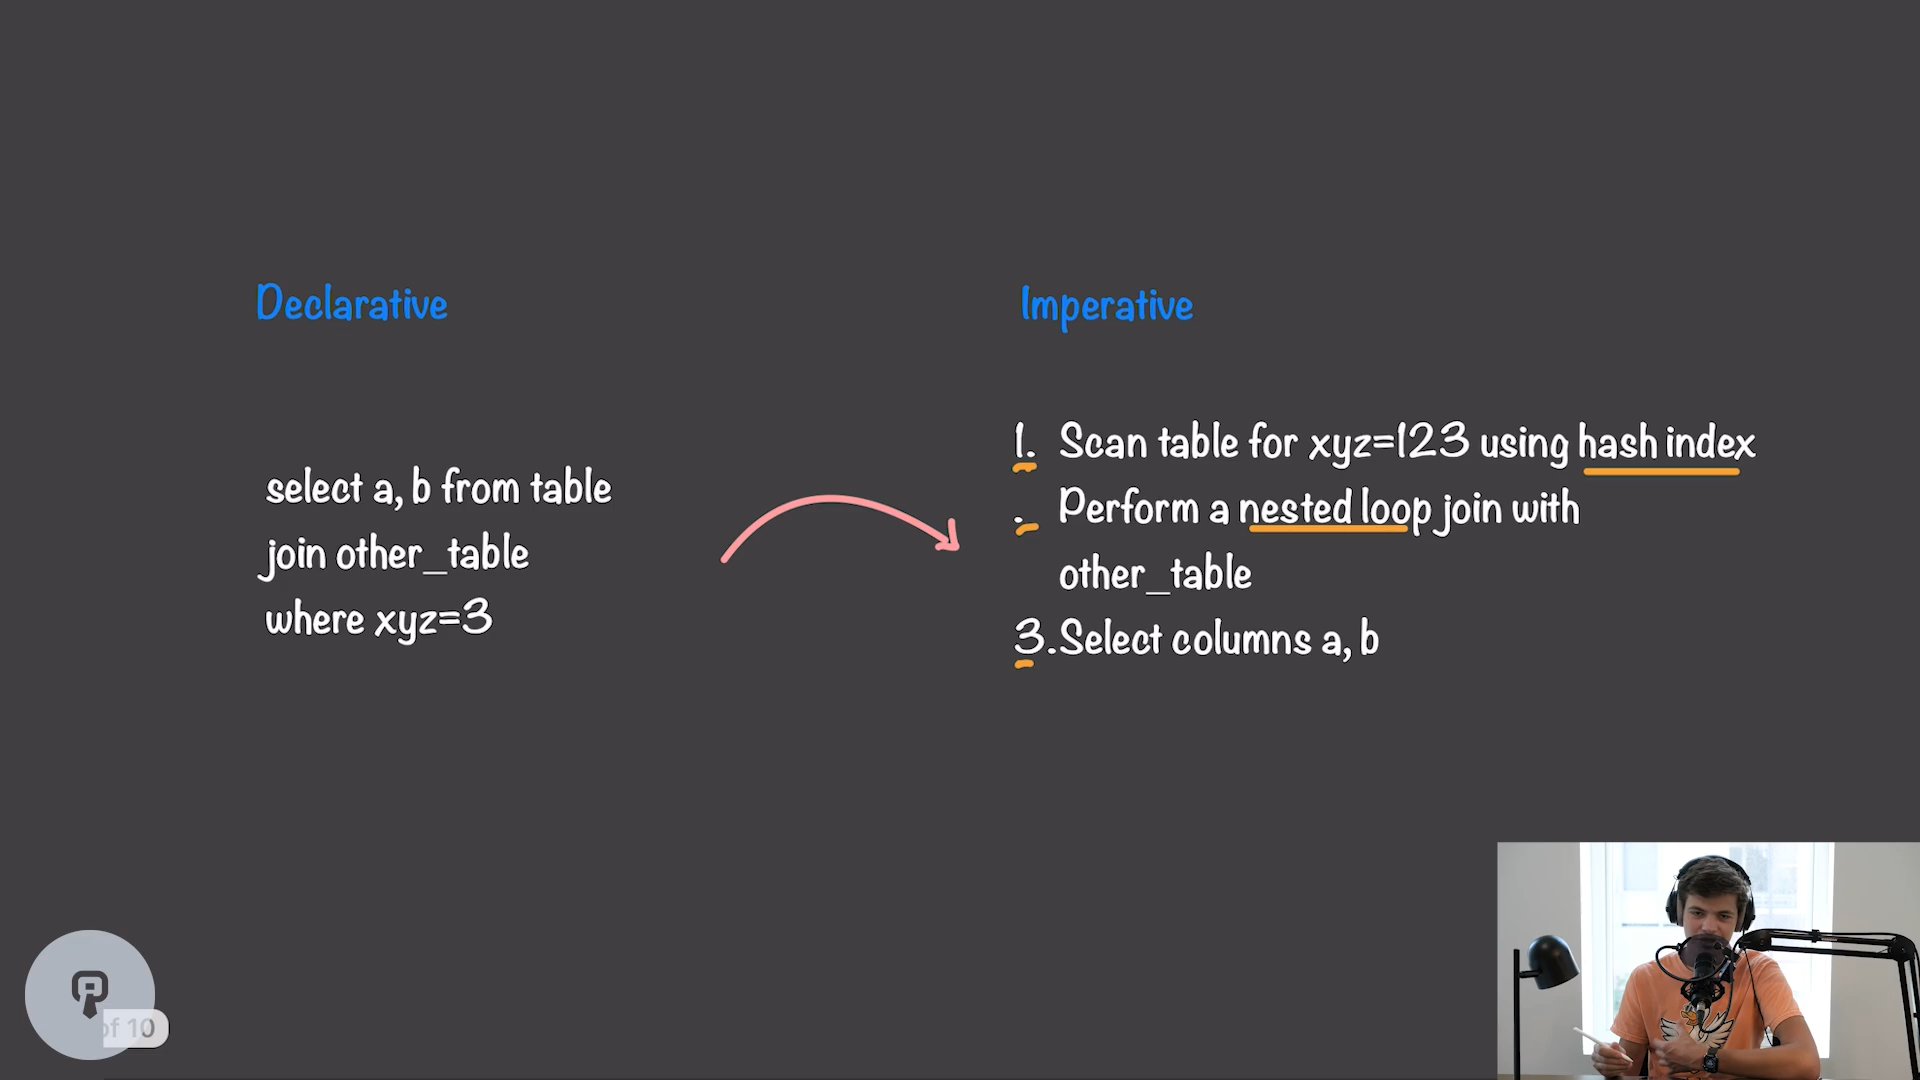 Declarative
Imperative
select a, b from table
join other_table
where xyz=3
1. Scan table for xyz=123 using hash index
. Perform a nested loop join with
other_table
3. Select columns a, b
of 10